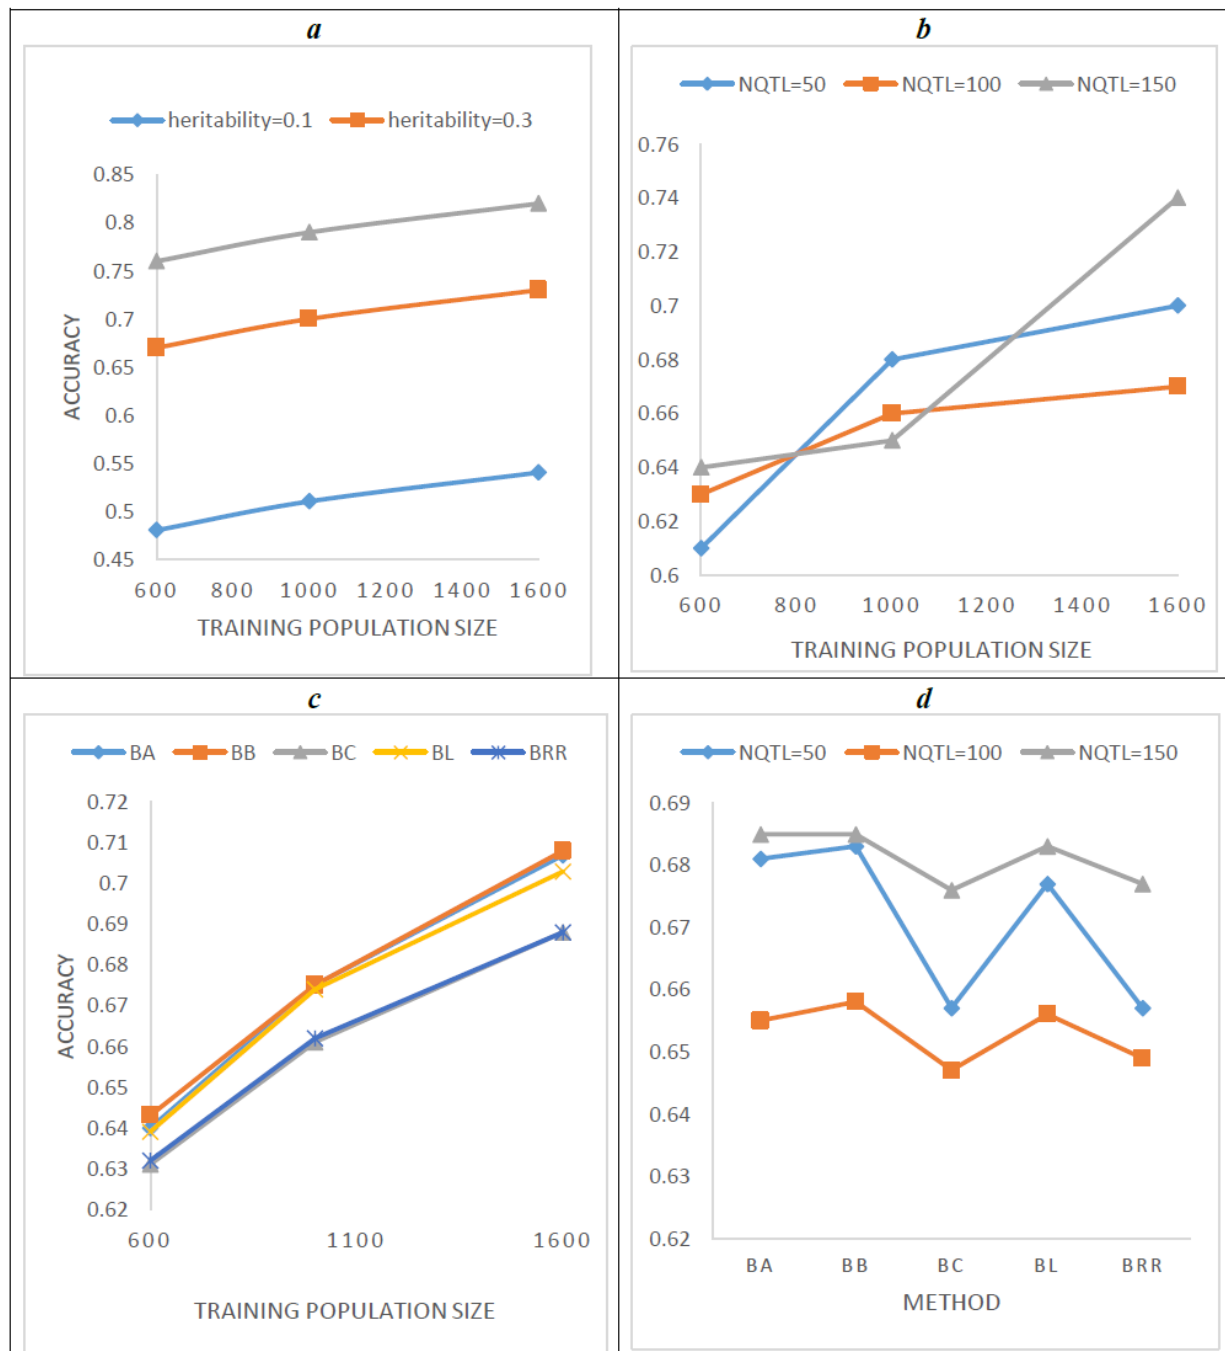 a
heritability=0.1 heritability=0.3
0.85
0.8
0.75
0.7
0.65
0.6
0.55
0.5
0.45
ACCURACY
600 800 1000 1200 1400 1600
TRAINING POPULATION SIZE
b
NQTL=50 NQTL=100 NQTL=150
0.76
0.74
0.72
0.7
0.68
0.66
0.64
0.62
0.6
600 800 1000 1200 1400 1600
TRAINING POPULATION SIZE
c
BA BB BC BL BRR
0.72
0.71
0.7
0.69
0.68
0.67
0.66
0.65
0.64
0.63
0.62
ACCURACY
600 1100 1600
TRAINING POPULATION SIZE
d
NQTL=50 NQTL=100 NQTL=150
0.69
0.68
0.67
0.66
0.65
0.64
0.63
0.62
BA BB BC BL BRR
METHOD